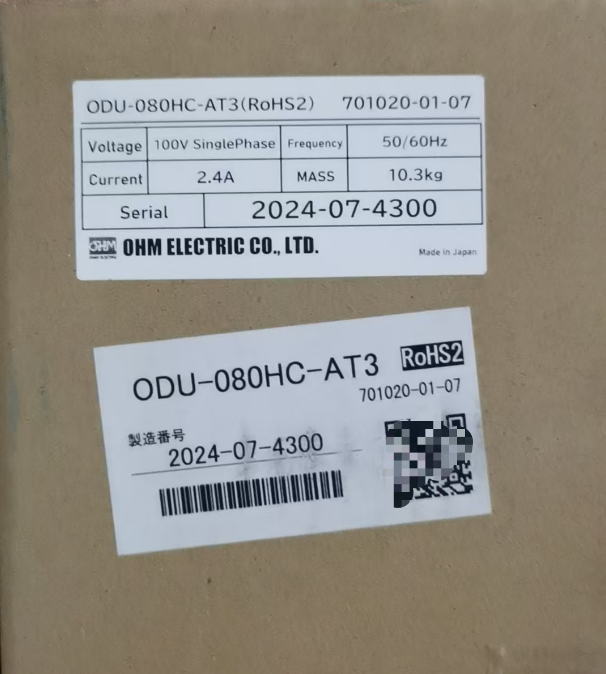 ODU-080HC-AT3(RoHS2) 701020-01-07
Voltage 100V SinglePhase Frequency 50/60Hz
Current 2.4A MASS 10.3kg
Serial 2024-07-4300
OHM OHM ELECTRIC CO., LTD. Made in Japan
ODU-080HC-AT3 RoHS2
701020-01-07
製造番号
2024-07-4300